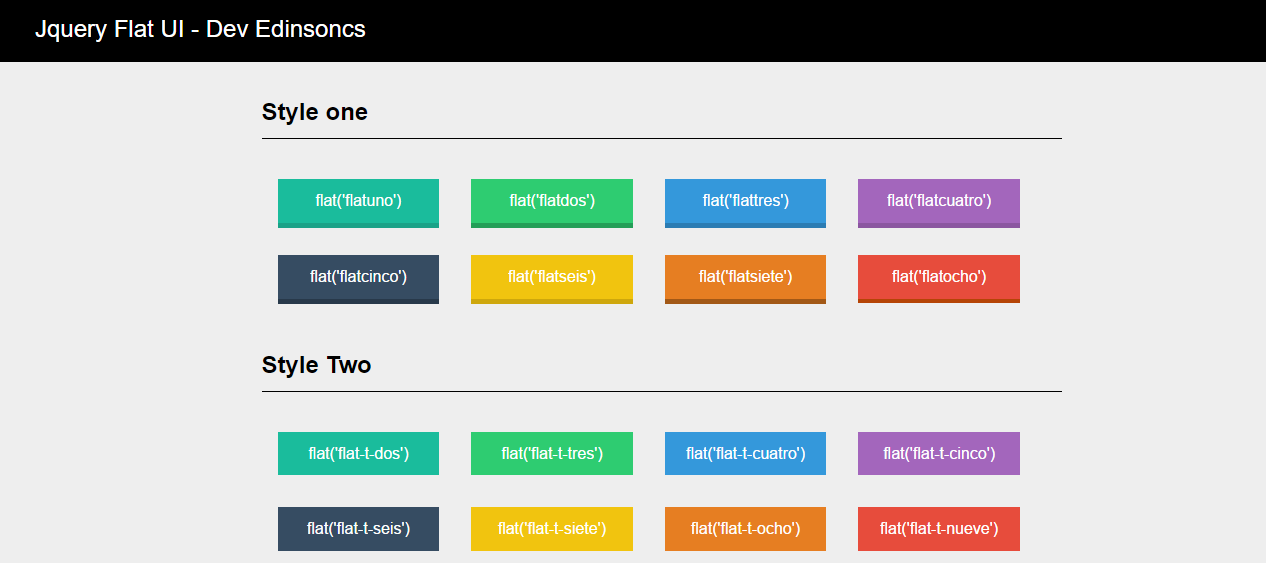 Jquery Flat UI - Dev Edinsoncs
Style one
flat('flatuno') flat('flatdos') flat('flattres') flat('flatcuatro')
flat('flatcinco') flat('flatseis') flat('flatsiete') flat('flatocho')
Style Two
flat('flat-t-dos') flat('flat-t-tres') flat('flat-t-cuatro') flat('flat-t-cinco')
flat('flat-t-seis') flat('flat-t-siete') flat('flat-t-ocho') flat('flat-t-nueve')